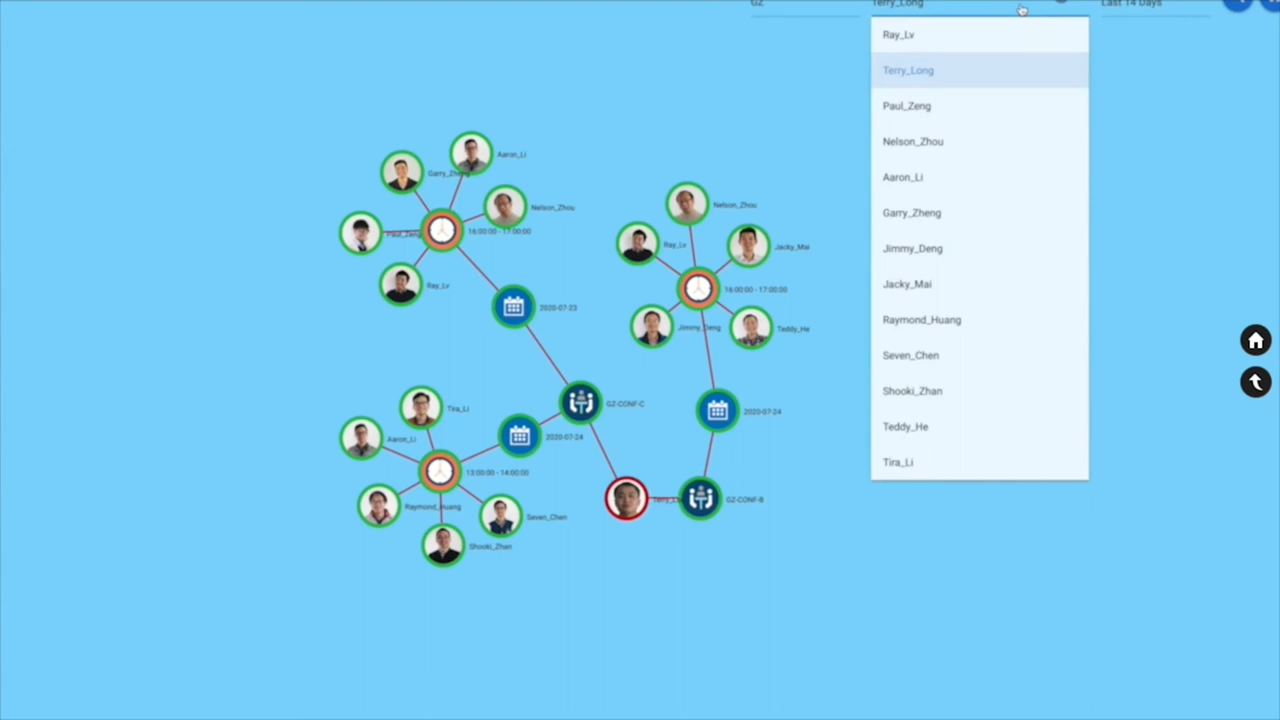 GZ
Terry_Long
Last 14 Days
Ray_Lv
Terry_Long
Paul_Zeng
Nelson_Zhou
Aaron_Li
Garry_Zheng
Jimmy_Deng
Jacky_Mai
Raymond_Huang
Seven_Chen
Shooki_Zhan
Teddy_He
Tira_Li
Aaron_Li
Garry_Zheng
Nelson_Zhou
Paul_Zeng
16:00:00 - 17:00:00
Ray_Lv
2020-07-23
Nelson_Zhou
Ray_Lv
Jacky_Mai
16:00:00 - 17:00:00
Jimmy_Deng
Teddy_He
GZ-CONF-C
2020-07-24
Tira_Li
Aaron_Li
2020-07-24
13:00:00 - 14:00:00
Raymond_Huang
Seven_Chen
Shooki_Zhan
GZ-CONF-B